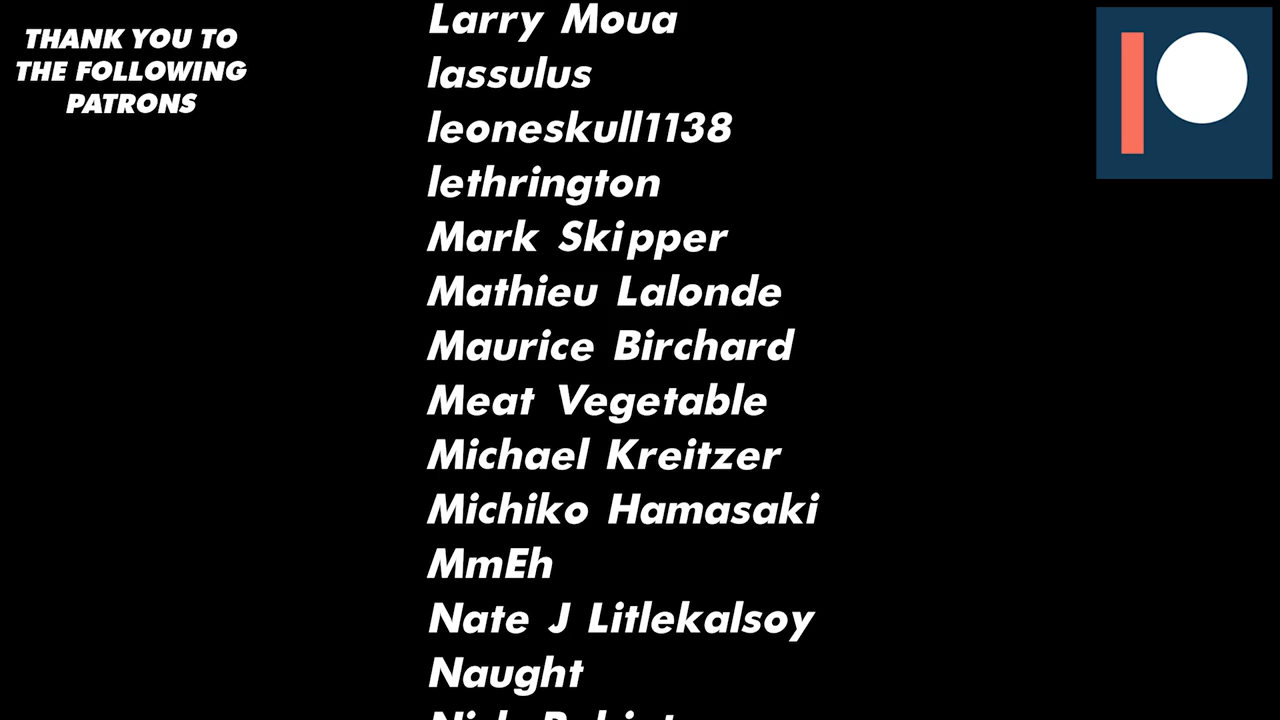 THANK YOU TO
THE FOLLOWING
PATRONS
Larry Moua
lassulus
leoneskull1138
lethrington
Mark Skipper
Mathieu Lalonde
Maurice Birchard
Meat Vegetable
Michael Kreitzer
Michiko Hamasaki
MmEh
Nate J Litlekalsoy
Naught